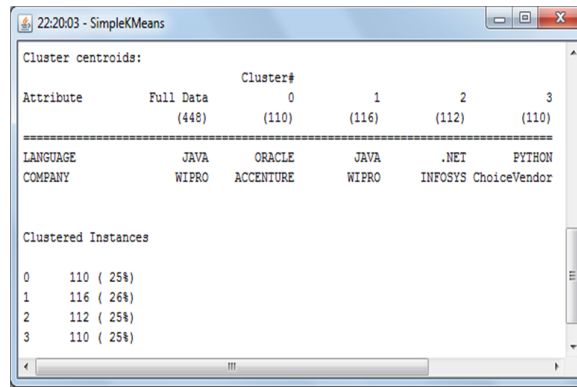 22:20:03 - SimpleKMeans
Cluster centroids:
Cluster#
Attribute Full Data 0 1 2 3
(448) (110) (116) (112) (110)
==========================================================================
LANGUAGE JAVA ORACLE JAVA .NET PYTHON
COMPANY WIPRO ACCENTURE WIPRO INFOSYS ChoiceVendor
Clustered Instances
0 110 ( 25%)
1 116 ( 26%)
2 112 ( 25%)
3 110 ( 25%)